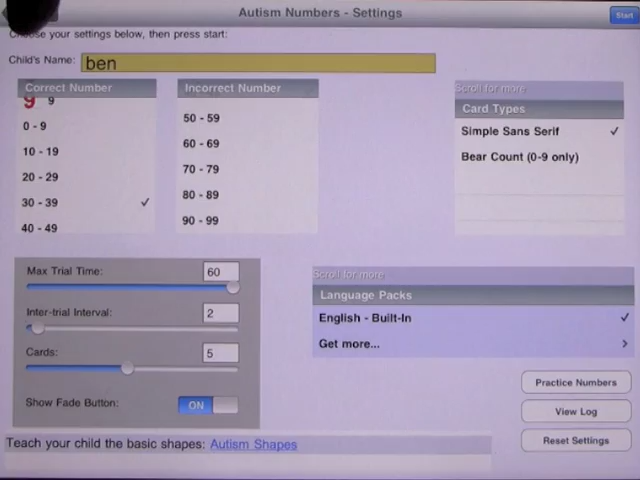 Autism Numbers - Settings
Start
Choose your settings below, then press start:
Child's Name: ben
Correct Number
9 9
0 - 9
10 - 19
20 - 29
30 - 39
40 - 49
Incorrect Number
50 - 59
60 - 69
70 - 79
80 - 89
90 - 99
Scroll for more
Card Types
Simple Sans Serif
Bear Count (0-9 only)
Max Trial Time: 60
Inter-trial Interval: 2
Cards: 5
Show Fade Button: ON
Scroll for more
Language Packs
English - Built-In
Get more...
Practice Numbers
View Log
Reset Settings
Teach your child the basic shapes: Autism Shapes